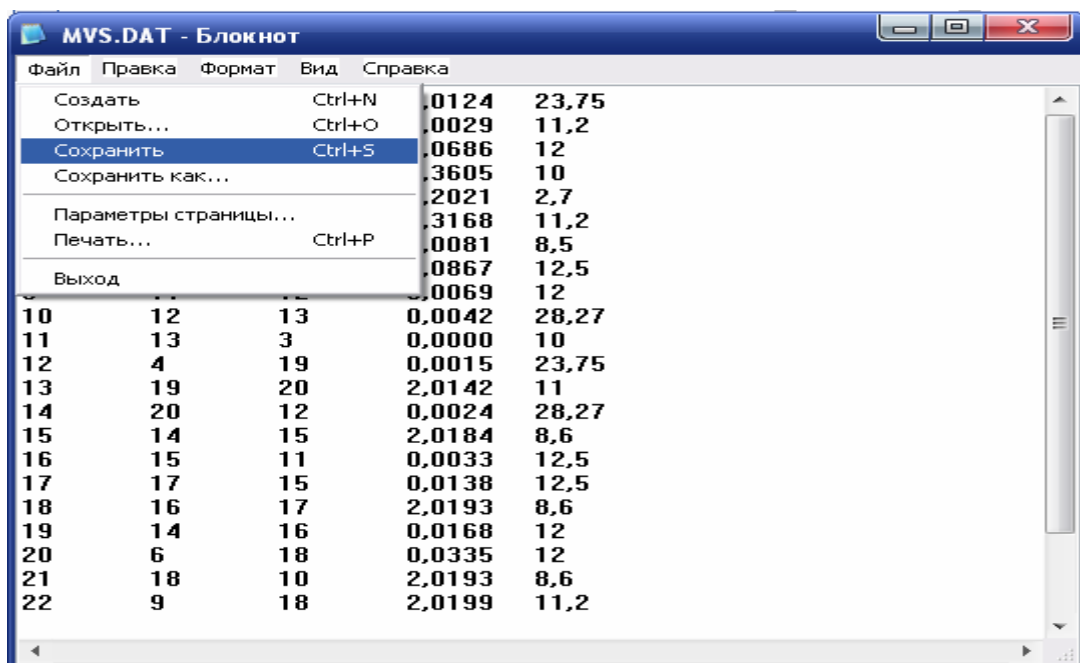 MVS.DAT - Блокнот
Файл Правка Формат Вид Справка
Создать Ctrl+N
Открыть... Ctrl+O
Сохранить Ctrl+S
Сохранить как...
Параметры страницы...
Печать... Ctrl+P
Выход
,0124 23,75
,0029 11,2
,0686 12
,3605 10
,2021 2,7
,3168 11,2
,0081 8,5
,0867 12,5
,0069 12
10 12 13 0,0042 28,27
11 13 3 0,0000 10
12 4 19 0,0015 23,75
13 19 20 2,0142 11
14 20 12 0,0024 28,27
15 14 15 2,0184 8,6
16 15 11 0,0033 12,5
17 17 15 0,0138 12,5
18 16 17 2,0193 8,6
19 14 16 0,0168 12
20 6 18 0,0335 12
21 18 10 2,0193 8,6
22 9 18 2,0199 11,2